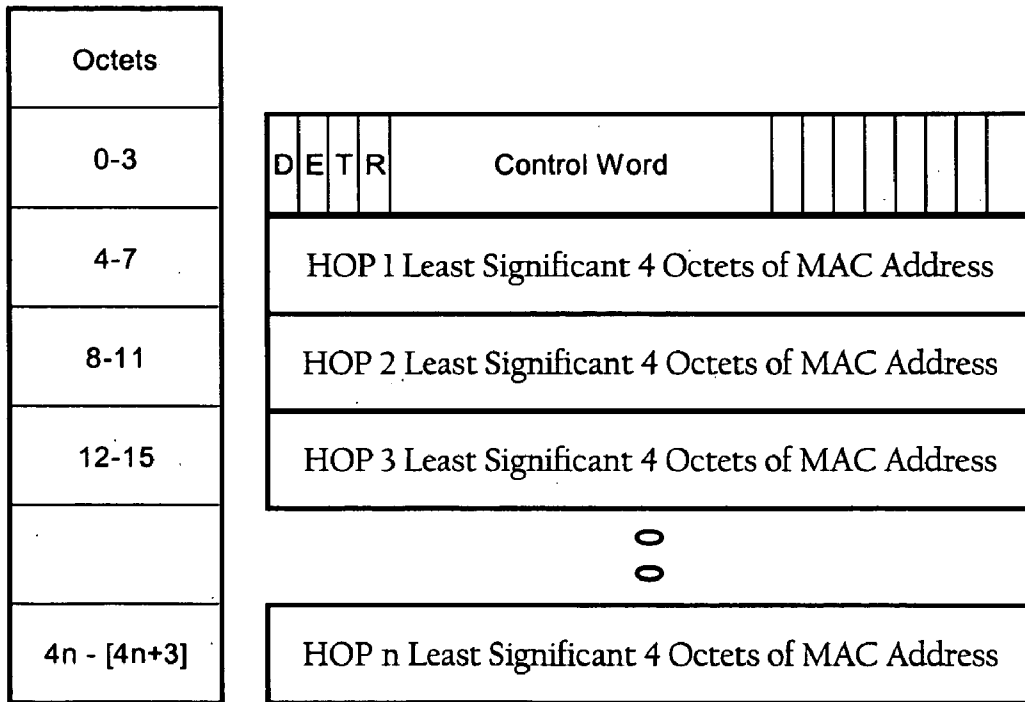 Octets
0-3
D E T R Control Word
4-7
HOP 1 Least Significant 4 Octets of MAC Address
8-11
HOP 2 Least Significant 4 Octets of MAC Address
12-15
HOP 3 Least Significant 4 Octets of MAC Address
4n - [4n+3]
HOP n Least Significant 4 Octets of MAC Address